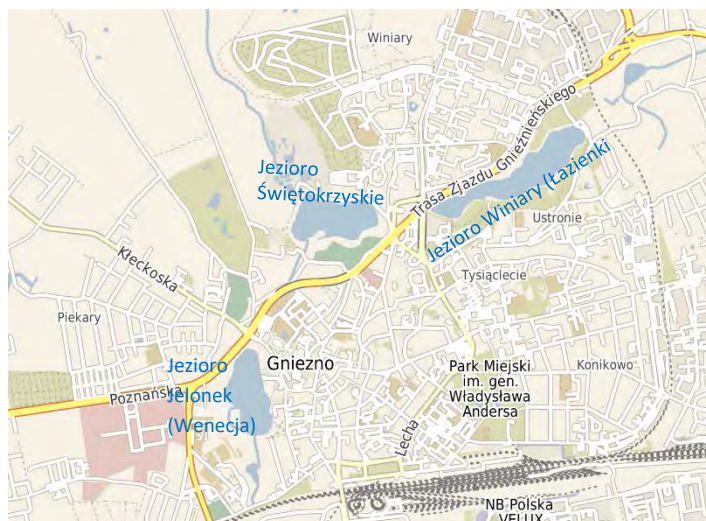 Winiary
Trasa Zjazdu Gnieźnieńskiego
Jezioro
Świętokrzyskie
Jezioro Winiary (Łazienki
Ustronie
Kłeckoska
Tysiąclecie
Piekary
Jezioro
Jelonek
(Wenecja)
Gniezno
Poznańska
Park Miejski
im. gen.
Władysława
Andersa
Konikowo
Lecha
NB Polska
VELUX